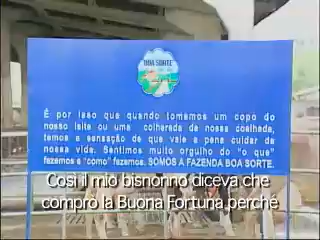 BOA SORTE
É por isso que quando tomamos um copo do
nosso leite ou uma colherada de nossa coalhada,
temos a sensação de que vale a pena cuidar de
nossa vida. Sentimos muito orgulho do "o que"
fazemos e "como" fazemos. SOMOS A FAZENDA BOA SORTE.
Così il mio bisnonno diceva che
comprò la Buona Fortuna perché